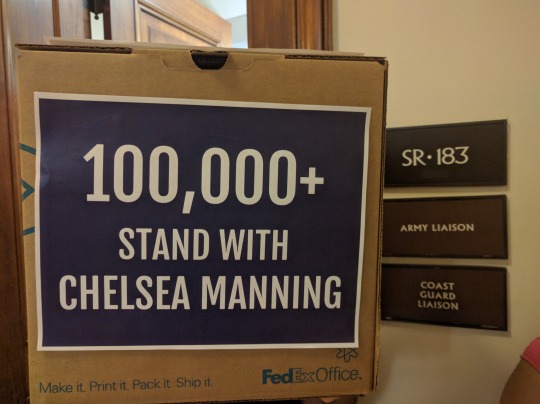 100,000+
STAND WITH
CHELSEA MANNING
Make it. Print it. Pack it. Ship it.
FedEx Office.
SR·183
ARMY LIAISON
COAST
GUARD
LIAISON